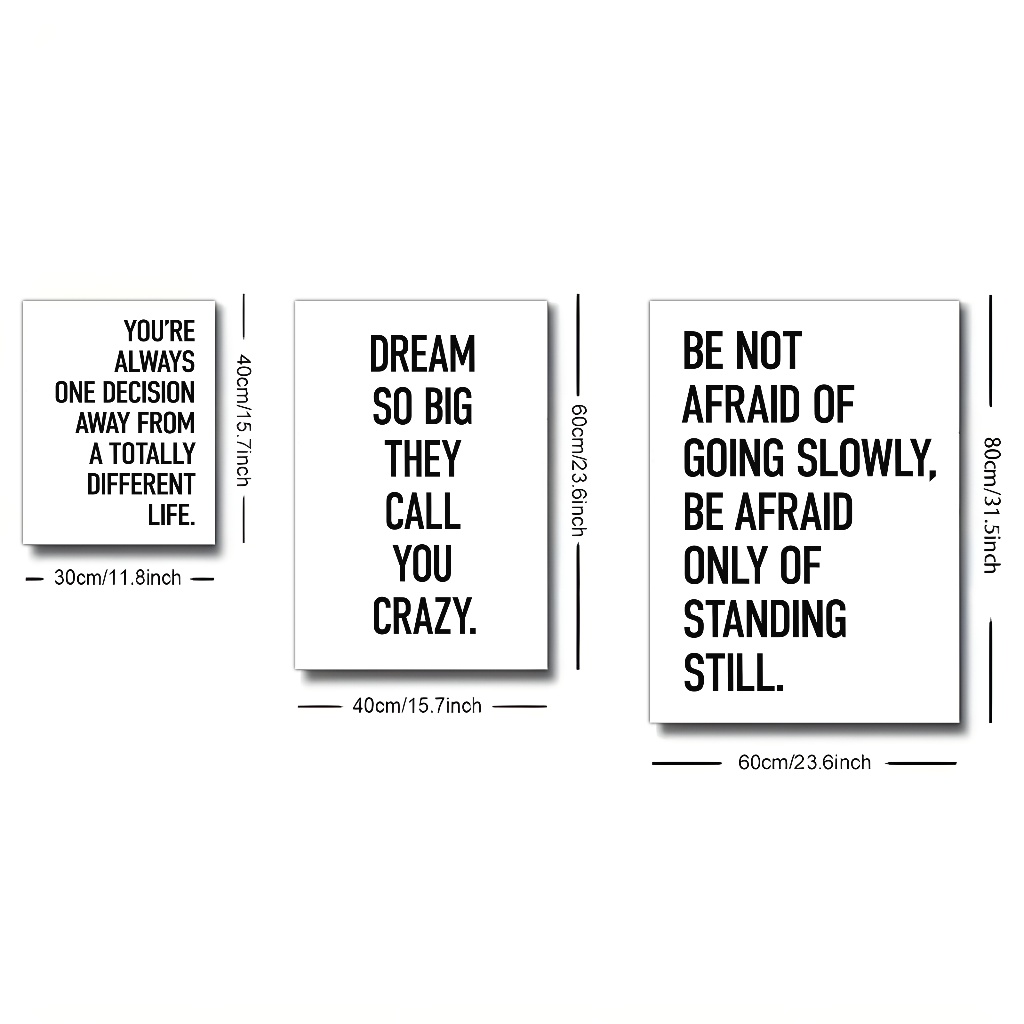 YOU'RE
ALWAYS
ONE DECISION
AWAY FROM
A TOTALLY
DIFFERENT
LIFE.
40cm/15.7inch
30cm/11.8inch
DREAM
SO BIG
THEY
CALL
YOU
CRAZY.
60cm/23.6inch
40cm/15.7inch
BE NOT
AFRAID OF
GOING SLOWLY,
BE AFRAID
ONLY OF
STANDING
STILL.
80cm/31.5inch
60cm/23.6inch